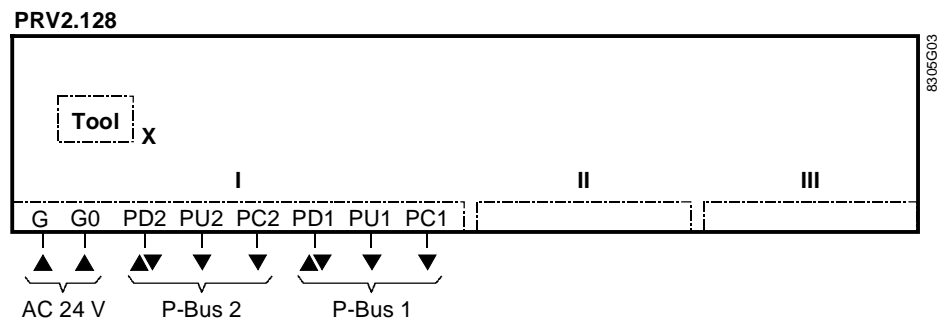 PRV2.128
8305G03
Tool
X
I II III
G G0 PD2 PU2 PC2 PD1 PU1 PC1
AC 24 V P-Bus 2 P-Bus 1